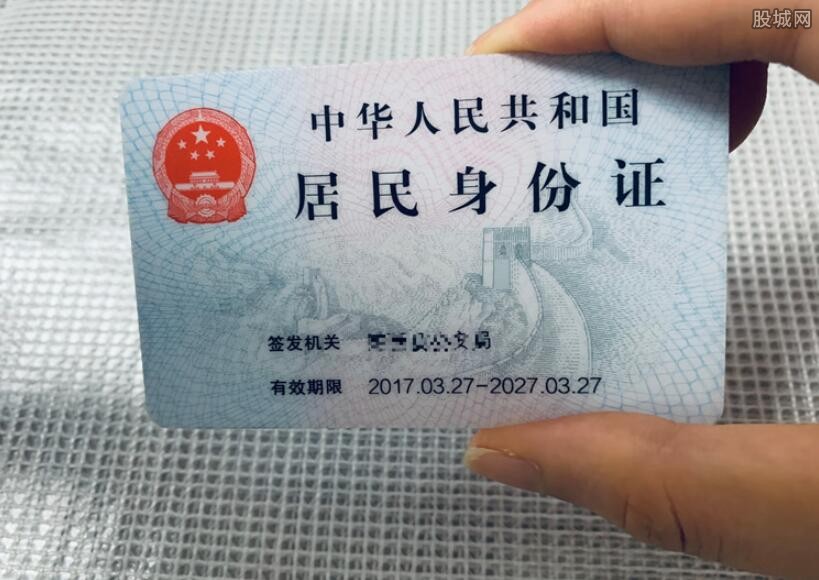 股城网
中华人民共和国
居民身份证
签发机关
有效期限 2017.03.27-2027.03.27